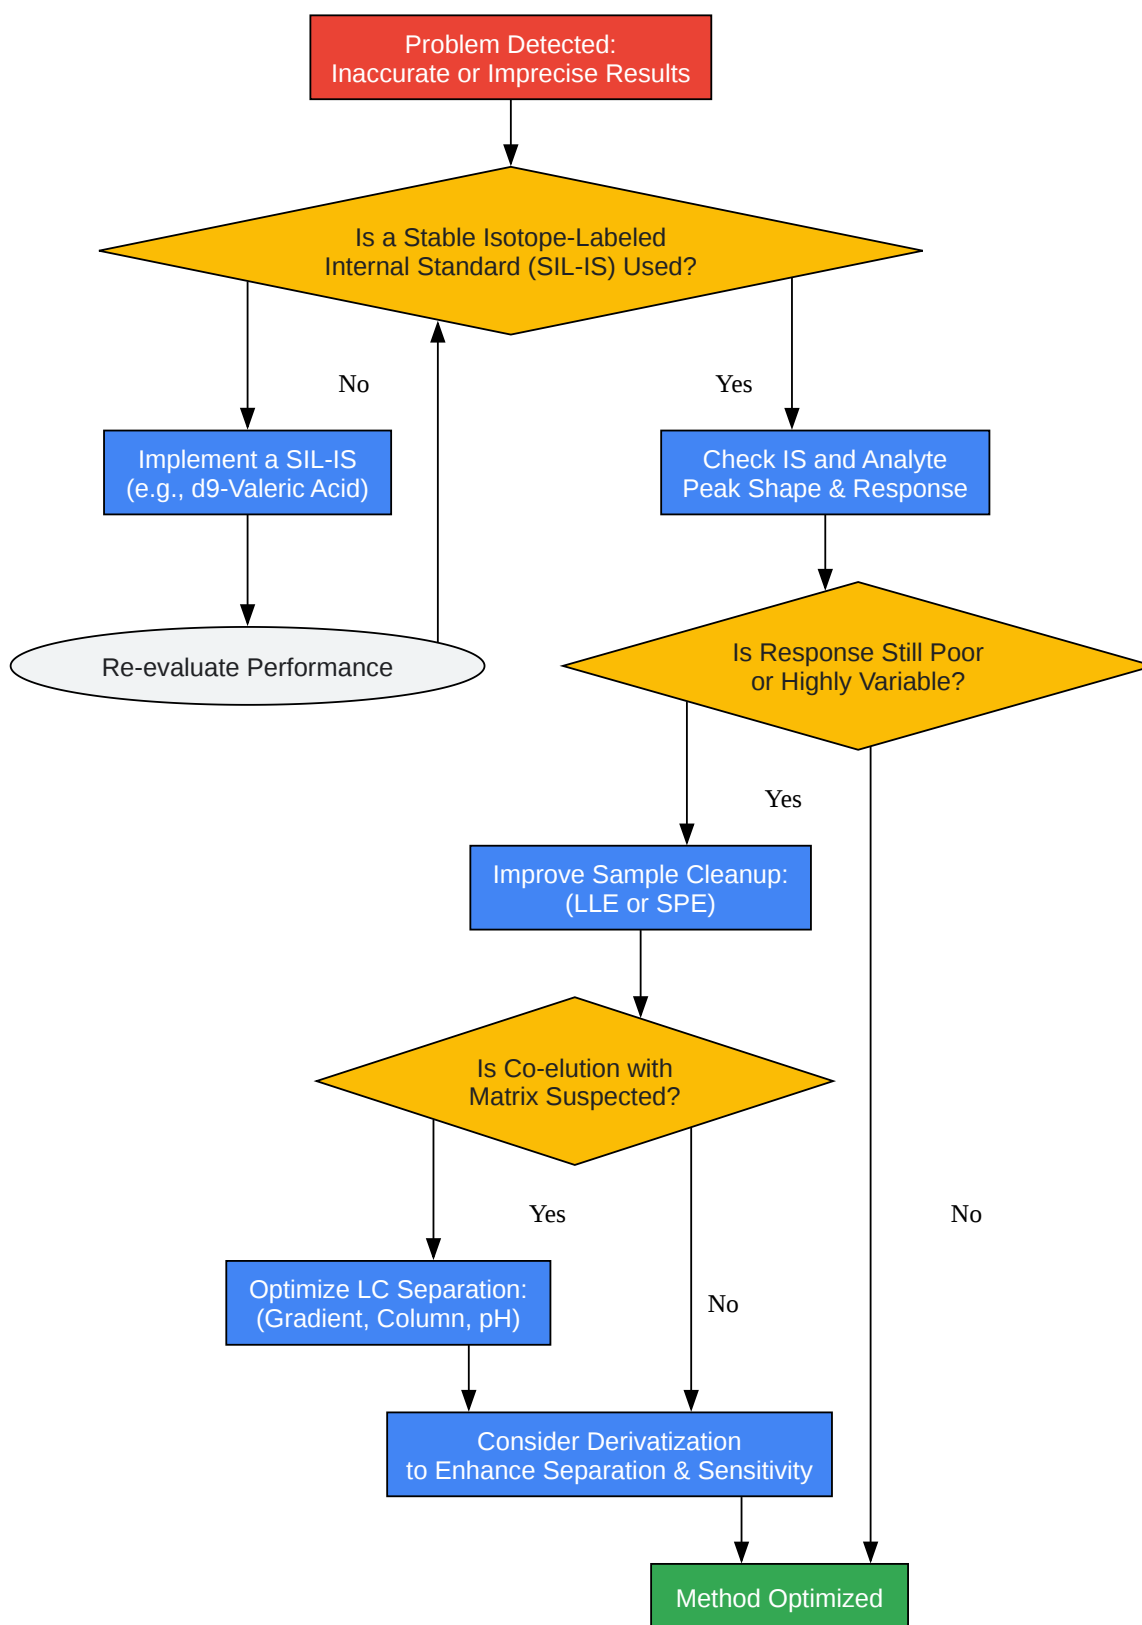 Problem Detected:
Inaccurate or Imprecise Results
Is a Stable Isotope-Labeled
Internal Standard (SIL-IS) Used?
No
Yes
Implement a SIL-IS
(e.g., d9-Valeric Acid)
Check IS and Analyte
Peak Shape & Response
Re-evaluate Performance
Is Response Still Poor
or Highly Variable?
Yes
Improve Sample Cleanup:
(LLE or SPE)
Is Co-elution with
Matrix Suspected?
Yes
No
Optimize LC Separation:
(Gradient, Column, pH)
No
Consider Derivatization
to Enhance Separation & Sensitivity
Method Optimized